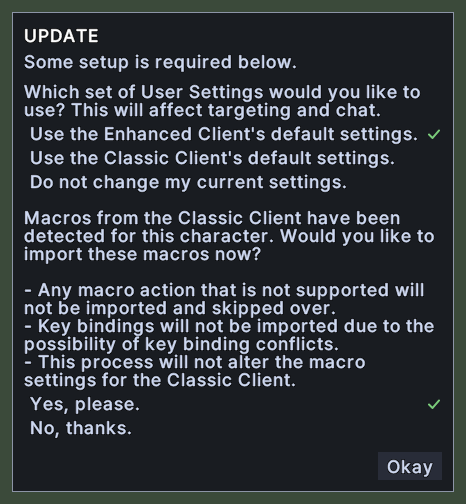 UPDATE
Some setup is required below.
Which set of User Settings would you like to
use? This will affect targeting and chat.
Use the Enhanced Client's default settings.
Use the Classic Client's default settings.
Do not change my current settings.
Macros from the Classic Client have been
detected for this character. Would you like to
import these macros now?
- Any macro action that is not supported will
not be imported and skipped over.
- Key bindings will not be imported due to the
possibility of key binding conflicts.
- This process will not alter the macro
settings for the Classic Client.
Yes, please.
No, thanks.
Okay